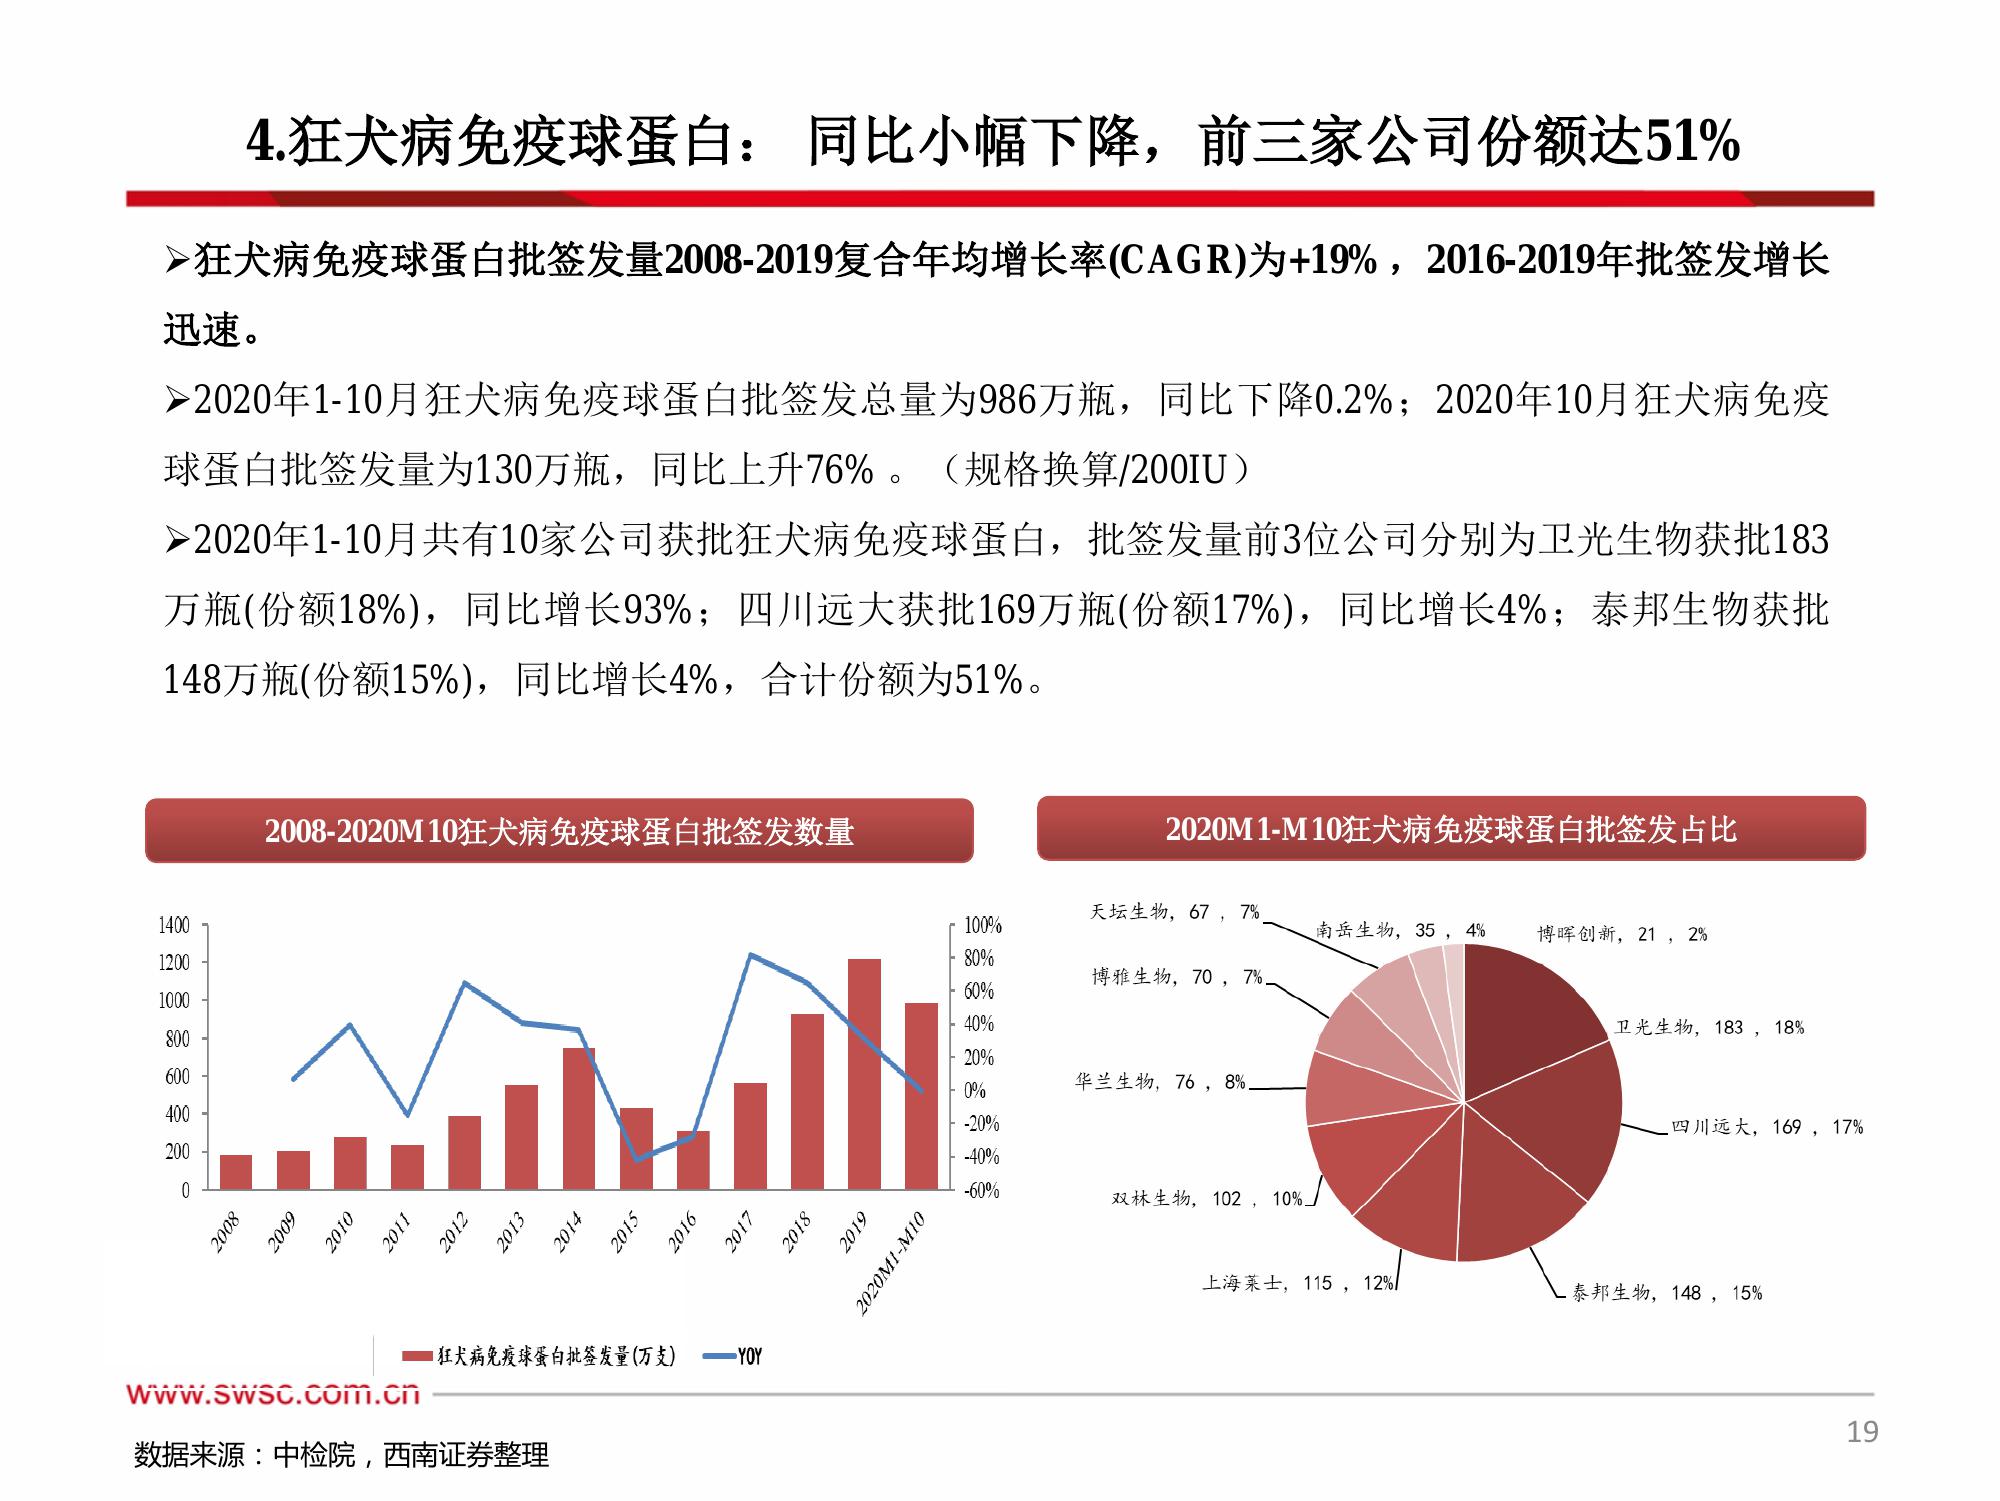 4.狂犬病免疫球蛋白： 同比小幅下降，前三家公司份额达51%
➢狂犬病免疫球蛋白批签发量2008-2019复合年均增长率(CAGR)为+19% ，2016-2019年批签发增长
迅速。
➢2020年1-10月狂犬病免疫球蛋白批签发总量为986万瓶，同比下降0.2%；2020年10月狂犬病免疫
球蛋白批签发量为130万瓶，同比上升76% 。（规格换算/200IU）
➢2020年1-10月共有10家公司获批狂犬病免疫球蛋白，批签发量前3位公司分别为卫光生物获批183
万瓶(份额18%)，同比增长93%；四川远大获批169万瓶(份额17%)，同比增长4%；泰邦生物获批
148万瓶(份额15%)，同比增长4%，合计份额为51%。
2008-2020M10狂犬病免疫球蛋白批签发数量
1400
1200
1000
800
600
400
200
0
100%
80%
60%
40%
20%
0%
-20%
-40%
-60%
2008
2009
2010
2011
2012
2013
2014
2015
2016
2017
2018
2019
2020M1-M10
狂犬病免疫球蛋白批签发量(万支)
YOY
2020M1-M10狂犬病免疫球蛋白批签发占比
天坛生物, 67 , 7%
南岳生物, 35 , 4%
博晖创新, 21 , 2%
博雅生物, 70 , 7%
卫光生物, 183 , 18%
华兰生物, 76 , 8%
四川远大, 169 , 17%
双林生物, 102 , 10%
上海莱士, 115 , 12%
泰邦生物, 148 , 15%
www.swsc.com.cn
19
数据来源：中检院，西南证券整理